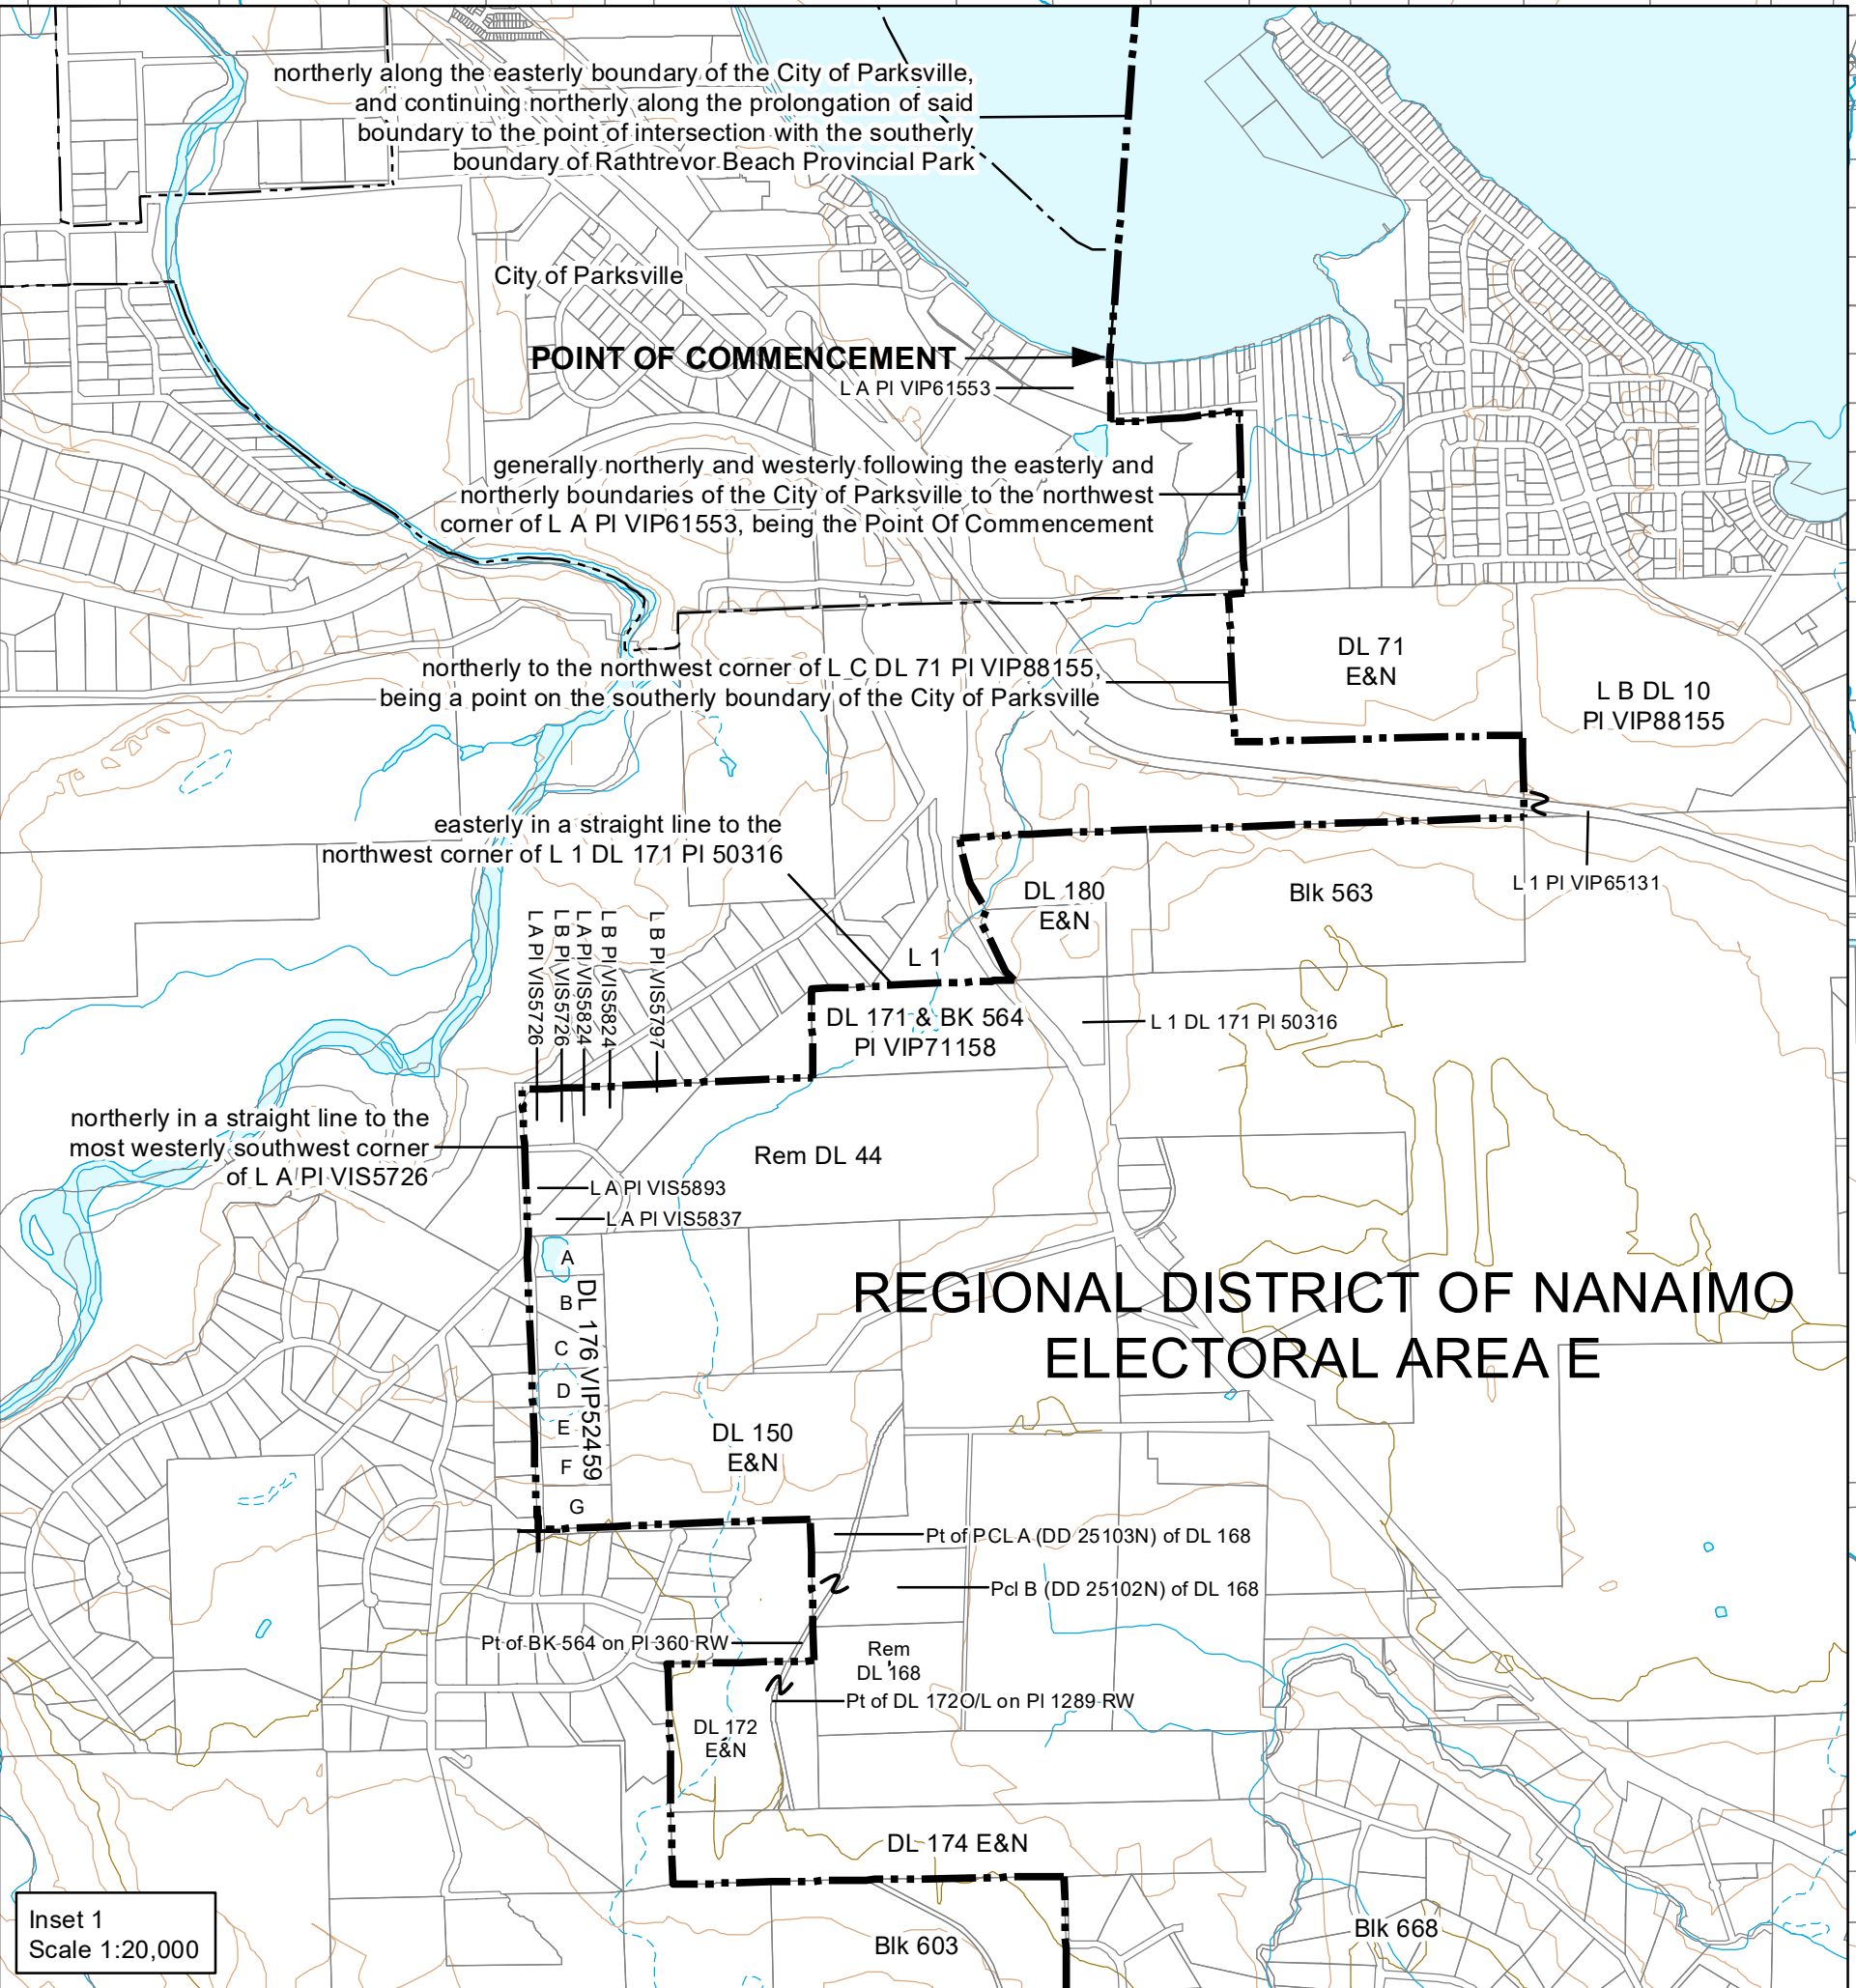 northerly along the easterly boundary of the City of Parksville,
and continuing northerly along the prolongation of said
boundary to the point of intersection with the southerly
boundary of Rathtrevor Beach Provincial Park
City of Parksville
POINT OF COMMENCEMENT
L A Pl VIP61553
generally northerly and westerly following the easterly and
northerly boundaries of the City of Parksville to the northwest
corner of L A Pl VIP61553, being the Point Of Commencement
northerly to the northwest corner of L C DL 71 Pl VIP88155,
being a point on the southerly boundary of the City of Parksville
DL 71
E&N
L B DL 10
Pl VIP88155
easterly in a straight line to the
northwest corner of L 1 DL 171 Pl 50316
DL 180
E&N
Blk 563
L 1 Pl VIP65131
L A Pl VIS5726
L B Pl VIS5726
L A Pl VIS5824
L B Pl VIS5824
L B Pl VIS5797
L 1
DL 171 & BK 564
Pl VIP71158
L 1 DL 171 Pl 50316
northerly in a straight line to the
most westerly southwest corner
of L A Pl VIS5726
Rem DL 44
L A Pl VIS5893
L A Pl VIS5837
A
B
C
D
E
F
G
DL 176 VIP52459
REGIONAL DISTRICT OF NANAIMO
ELECTORAL AREA E
DL 150
E&N
Pt of PCL A (DD 25103N) of DL 168
Pcl B (DD 25102N) of DL 168
Pt of BK 564 on Pl 360 RW
Rem
DL 168
Pt of DL 172O/L on Pl 1289 RW
DL 172
E&N
DL 174 E&N
Blk 603
Blk 668
Inset 1
Scale 1:20,000